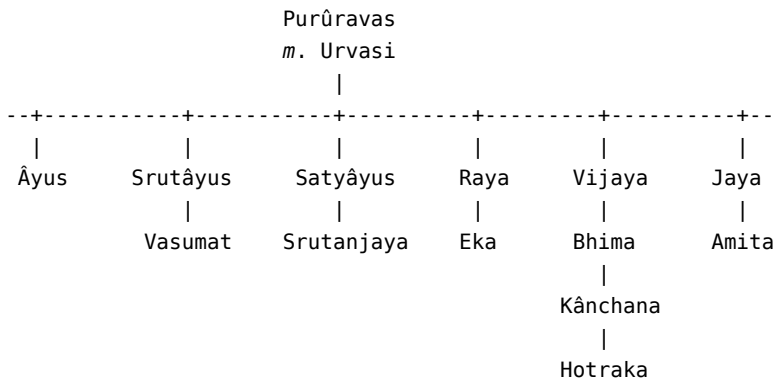 Purûravas
m. Urvasi
|
--+-----------+-----------+----------+---------+----------+--
| | | | | |
Âyus Srutâyus Satyâyus Raya Vijaya Jaya
| | | | |
Vasumat Srutanjaya Eka Bhima Amita
|
Kânchana
|
Hotraka